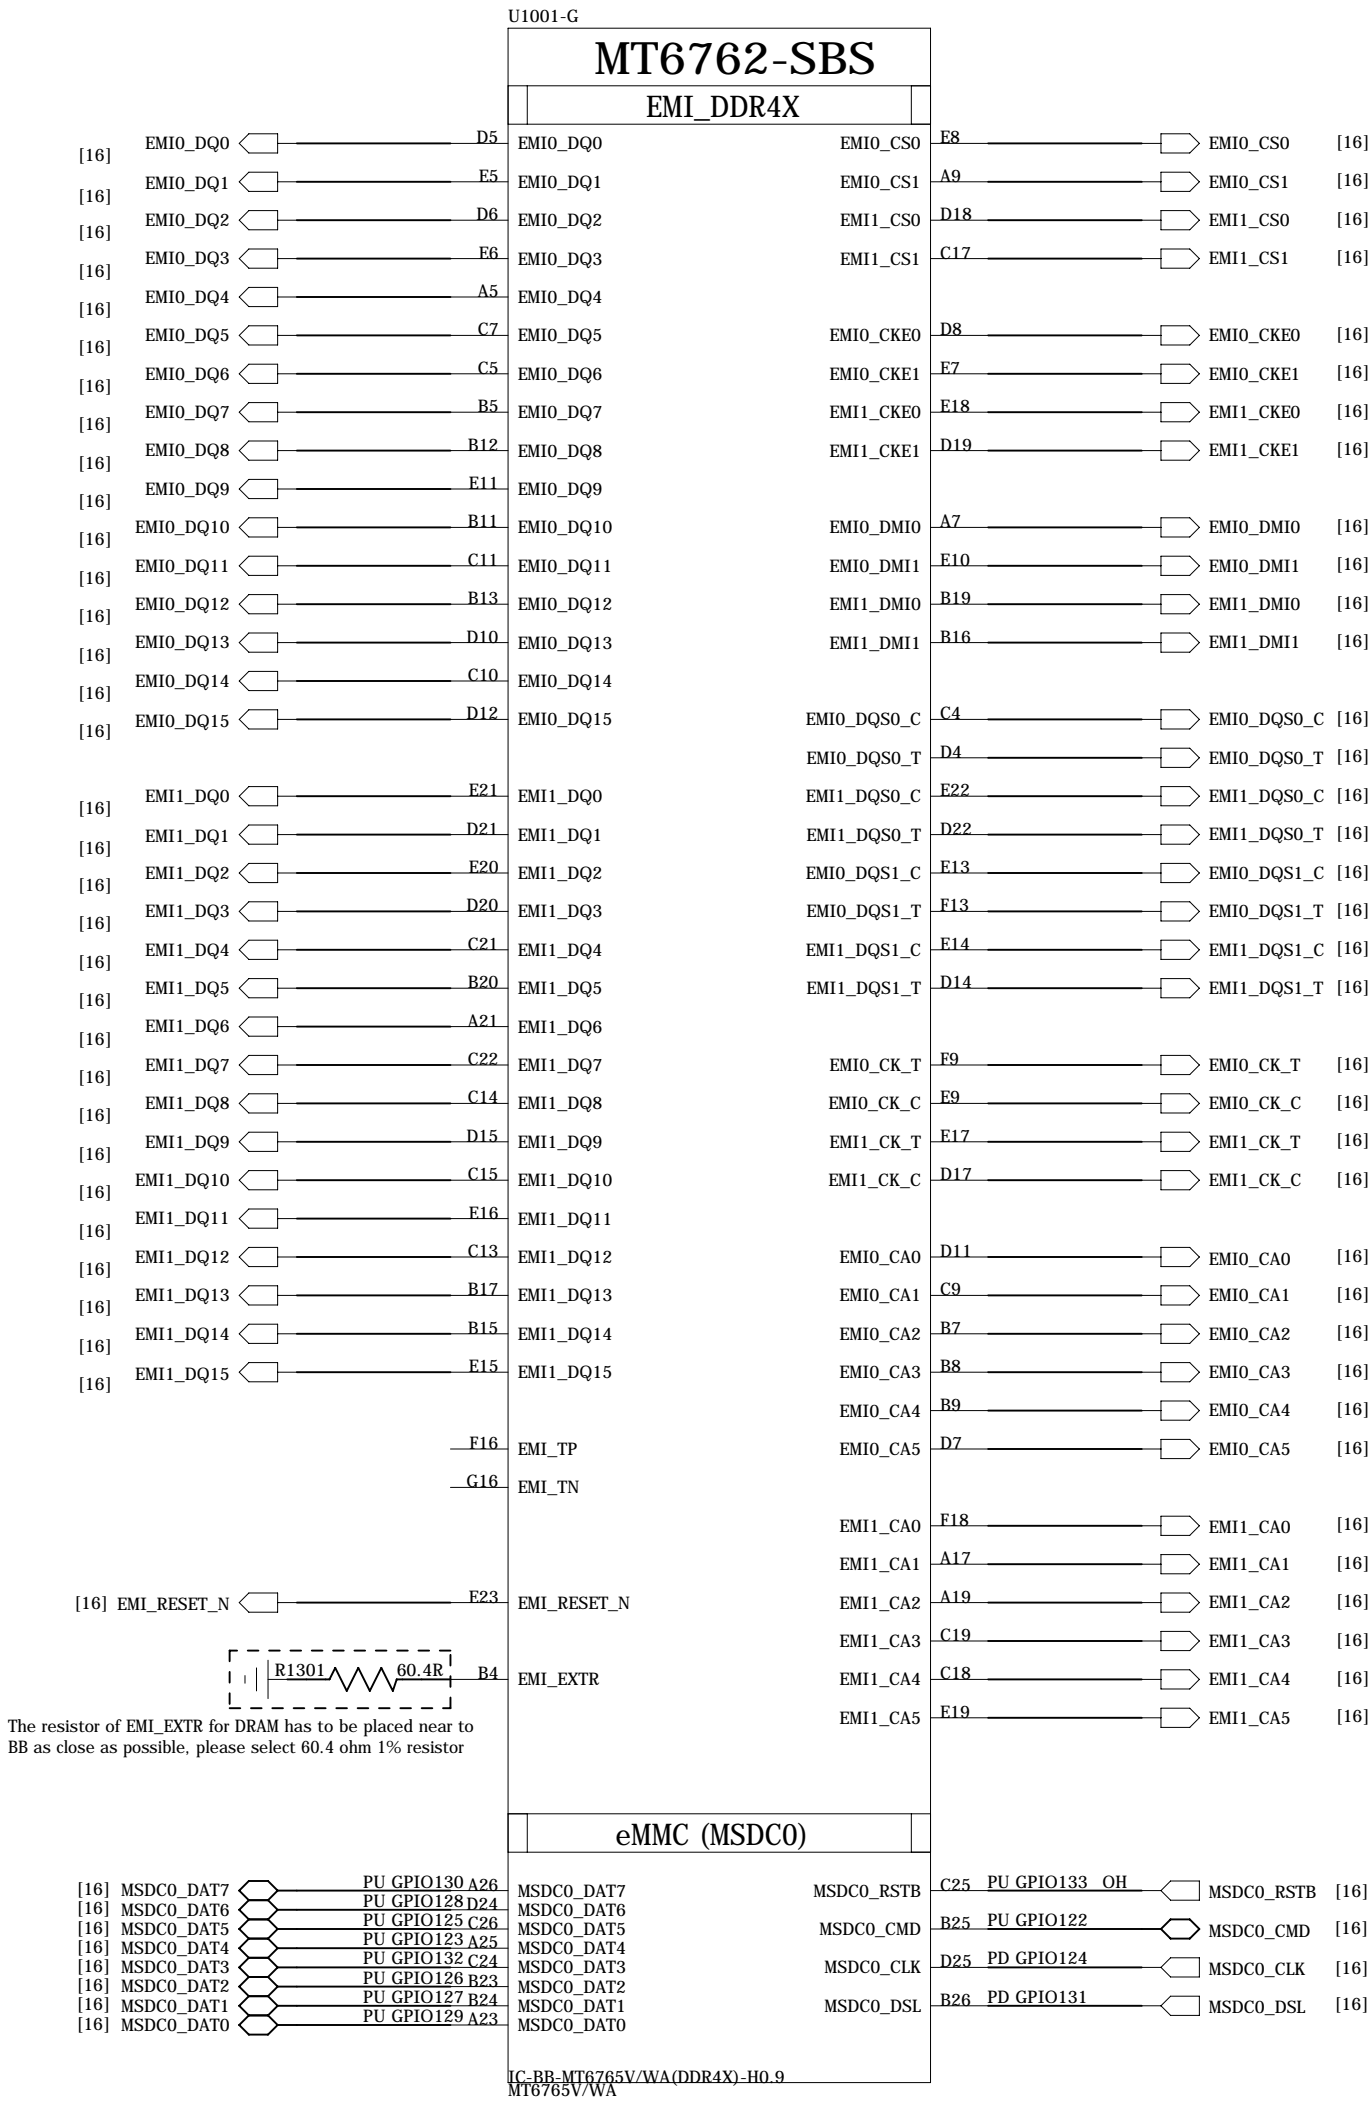 U1001-G
MT6762-SBS
EMI_DDR4X
[16] EMI0_DQ0 D5 EMI0_DQ0 EMI0_CS0 E8 EMI0_CS0 [16]
[16] EMI0_DQ1 E5 EMI0_DQ1 EMI0_CS1 A9 EMI0_CS1 [16]
[16] EMI0_DQ2 D6 EMI0_DQ2 EMI1_CS0 D18 EMI1_CS0 [16]
[16] EMI0_DQ3 E6 EMI0_DQ3 EMI1_CS1 C17 EMI1_CS1 [16]
[16] EMI0_DQ4 A5 EMI0_DQ4
[16] EMI0_DQ5 C7 EMI0_DQ5 EMI0_CKE0 D8 EMI0_CKE0 [16]
[16] EMI0_DQ6 C5 EMI0_DQ6 EMI0_CKE1 E7 EMI0_CKE1 [16]
[16] EMI0_DQ7 B5 EMI0_DQ7 EMI1_CKE0 E18 EMI1_CKE0 [16]
[16] EMI0_DQ8 B12 EMI0_DQ8 EMI1_CKE1 D19 EMI1_CKE1 [16]
[16] EMI0_DQ9 E11 EMI0_DQ9
[16] EMI0_DQ10 B11 EMI0_DQ10 EMI0_DMI0 A7 EMI0_DMI0 [16]
[16] EMI0_DQ11 C11 EMI0_DQ11 EMI0_DMI1 E10 EMI0_DMI1 [16]
[16] EMI0_DQ12 B13 EMI0_DQ12 EMI1_DMI0 B19 EMI1_DMI0 [16]
[16] EMI0_DQ13 D10 EMI0_DQ13 EMI1_DMI1 B16 EMI1_DMI1 [16]
[16] EMI0_DQ14 C10 EMI0_DQ14
[16] EMI0_DQ15 D12 EMI0_DQ15 EMI0_DQS0_C C4 EMI0_DQS0_C [16]
EMI0_DQS0_T D4 EMI0_DQS0_T [16]
[16] EMI1_DQ0 E21 EMI1_DQ0 EMI1_DQS0_C E22 EMI1_DQS0_C [16]
[16] EMI1_DQ1 D21 EMI1_DQ1 EMI1_DQS0_T D22 EMI1_DQS0_T [16]
[16] EMI1_DQ2 E20 EMI1_DQ2 EMI0_DQS1_C E13 EMI0_DQS1_C [16]
[16] EMI1_DQ3 D20 EMI1_DQ3 EMI0_DQS1_T F13 EMI0_DQS1_T [16]
[16] EMI1_DQ4 C21 EMI1_DQ4 EMI1_DQS1_C E14 EMI1_DQS1_C [16]
[16] EMI1_DQ5 B20 EMI1_DQ5 EMI1_DQS1_T D14 EMI1_DQS1_T [16]
[16] EMI1_DQ6 A21 EMI1_DQ6
[16] EMI1_DQ7 C22 EMI1_DQ7 EMI0_CK_T F9 EMI0_CK_T [16]
[16] EMI1_DQ8 C14 EMI1_DQ8 EMI0_CK_C E9 EMI0_CK_C [16]
[16] EMI1_DQ9 D15 EMI1_DQ9 EMI1_CK_T E17 EMI1_CK_T [16]
[16] EMI1_DQ10 C15 EMI1_DQ10 EMI1_CK_C D17 EMI1_CK_C [16]
[16] EMI1_DQ11 E16 EMI1_DQ11
[16] EMI1_DQ12 C13 EMI1_DQ12 EMI0_CA0 D11 EMI0_CA0 [16]
[16] EMI1_DQ13 B17 EMI1_DQ13 EMI0_CA1 C9 EMI0_CA1 [16]
[16] EMI1_DQ14 B15 EMI1_DQ14 EMI0_CA2 B7 EMI0_CA2 [16]
[16] EMI1_DQ15 E15 EMI1_DQ15 EMI0_CA3 B8 EMI0_CA3 [16]
EMI0_CA4 B9 EMI0_CA4 [16]
F16 EMI_TP EMI0_CA5 D7 EMI0_CA5 [16]
G16 EMI_TN
EMI1_CA0 F18 EMI1_CA0 [16]
EMI1_CA1 A17 EMI1_CA1 [16]
[16] EMI_RESET_N E23 EMI_RESET_N EMI1_CA2 A19 EMI1_CA2 [16]
EMI1_CA3 C19 EMI1_CA3 [16]
R1301 60.4R B4 EMI_EXTR EMI1_CA4 C18 EMI1_CA4 [16]
EMI1_CA5 E19 EMI1_CA5 [16]
The resistor of EMI_EXTR for DRAM has to be placed near to
BB as close as possible, please select 60.4 ohm 1% resistor
eMMC (MSDC0)
[16] MSDC0_DAT7 PU GPIO130 A26 MSDC0_DAT7 MSDC0_RSTB C25 PU GPIO133 OH MSDC0_RSTB [16]
[16] MSDC0_DAT6 PU GPIO128 D24 MSDC0_DAT6
[16] MSDC0_DAT5 PU GPIO125 C26 MSDC0_DAT5 MSDC0_CMD B25 PU GPIO122 MSDC0_CMD [16]
[16] MSDC0_DAT4 PU GPIO123 A25 MSDC0_DAT4
[16] MSDC0_DAT3 PU GPIO132 C24 MSDC0_DAT3 MSDC0_CLK D25 PD GPIO124 MSDC0_CLK [16]
[16] MSDC0_DAT2 PU GPIO126 B23 MSDC0_DAT2
[16] MSDC0_DAT1 PU GPIO127 B24 MSDC0_DAT1 MSDC0_DSL B26 PD GPIO131 MSDC0_DSL [16]
[16] MSDC0_DAT0 PU GPIO129 A23 MSDC0_DAT0
IC-BB-MT6765V/WA(DDR4X)-H0.9
MT6765V/WA